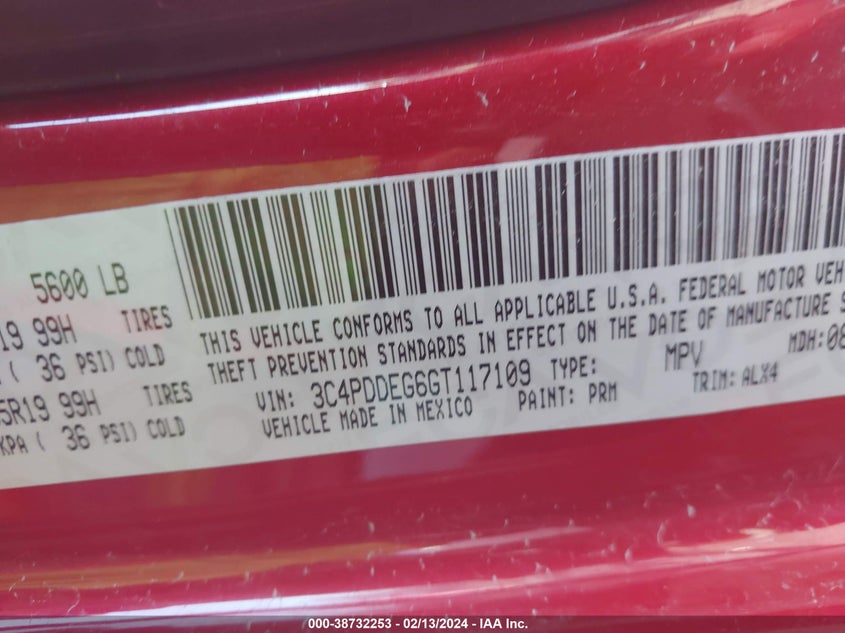 5600 LB
R19 99H TIRES
( 36 PSI) COLD
5R19 99H TIRES
KPA ( 36 PSI) COLD
THIS VEHICLE CONFORMS TO ALL APPLICABLE U.S.A. FEDERAL MOTOR VEH
THEFT PREVENTION STANDARDS IN EFFECT ON THE DATE OF MANUFACTURE S
VIN: 3C4PDDEG6GT117109 TYPE: MPV MDH:08
VEHICLE MADE IN MEXICO PAINT: PRM TRIM: ALX4
000-38732253 - 02/13/2024 - IAA Inc.